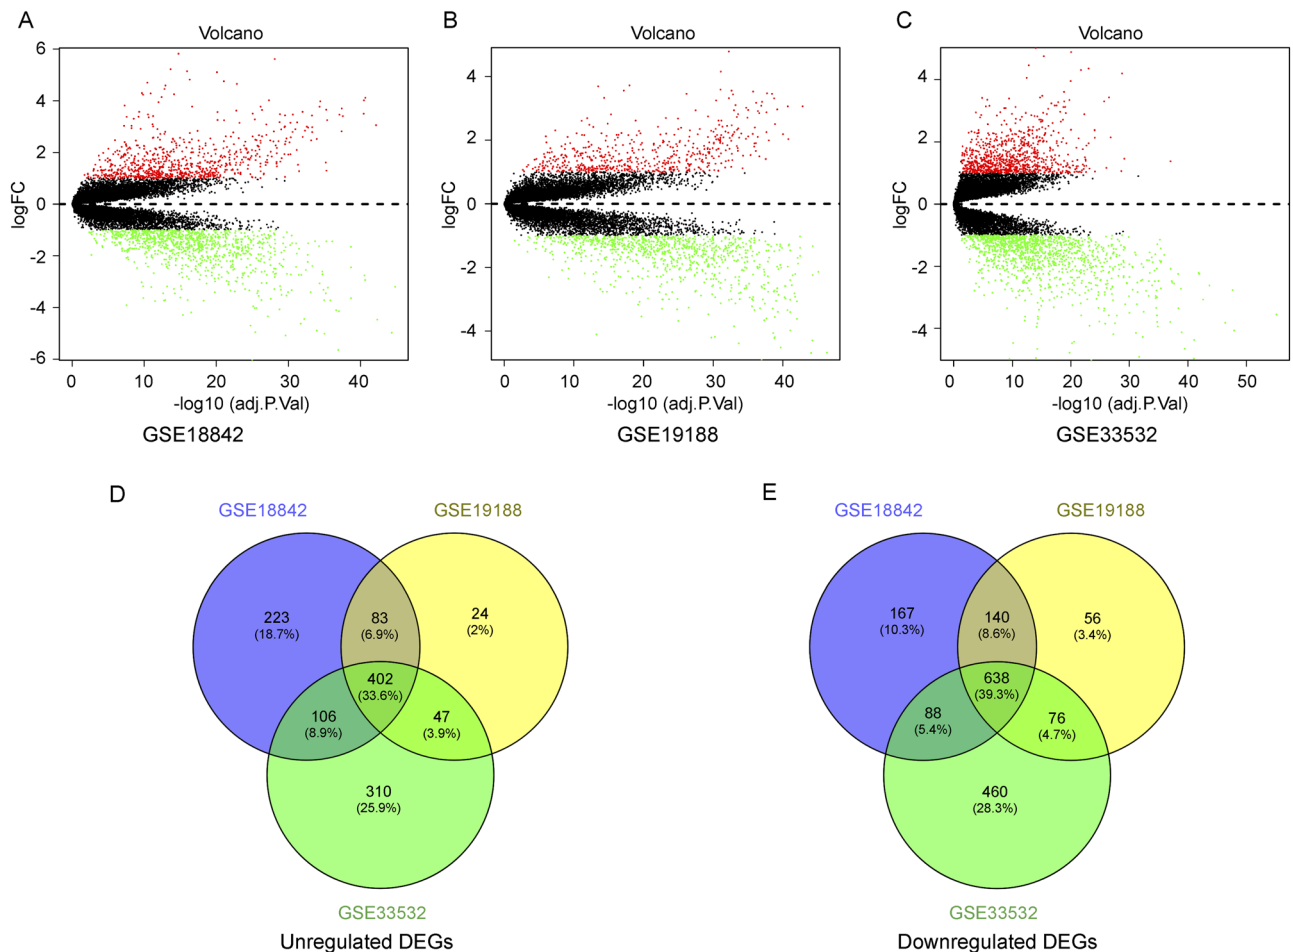 A
Volcano
6
4
2
0
-2
-4
-6
logFC
0 10 20 30 40
-log10 (adj.P.Val)
GSE18842
B
Volcano
4
2
0
-2
-4
logFC
0 10 20 30 40
-log10 (adj.P.Val)
GSE19188
C
Volcano
4
2
0
-2
-4
logFC
0 10 20 30 40 50
-log10 (adj.P.Val)
GSE33532
D
GSE18842
GSE19188
223
(18.7%)
83
(6.9%)
24
(2%)
402
(33.6%)
106
(8.9%)
47
(3.9%)
310
(25.9%)
GSE33532
Unregulated DEGs
E
GSE18842
GSE19188
167
(10.3%)
140
(8.6%)
56
(3.4%)
638
(39.3%)
88
(5.4%)
76
(4.7%)
460
(28.3%)
GSE33532
Downregulated DEGs